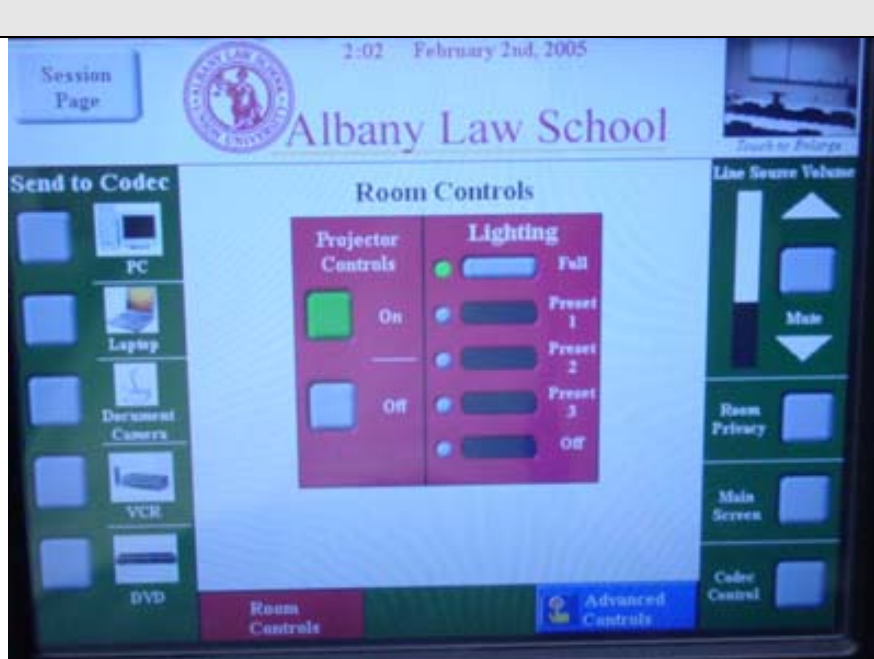 Session
Page
2:02 February 2nd, 2005
Albany Law School
Touch to Enlarge
Send to Codec
PC
Laptop
Document
Camera
VCR
DVD
Room Controls
Projector
Controls
On
Off
Lighting
Full
Preset
1
Preset
2
Preset
3
Off
Line Source Volume
Mute
Room
Privacy
Main
Screen
Codec
Control
Room
Controls
Advanced
Controls